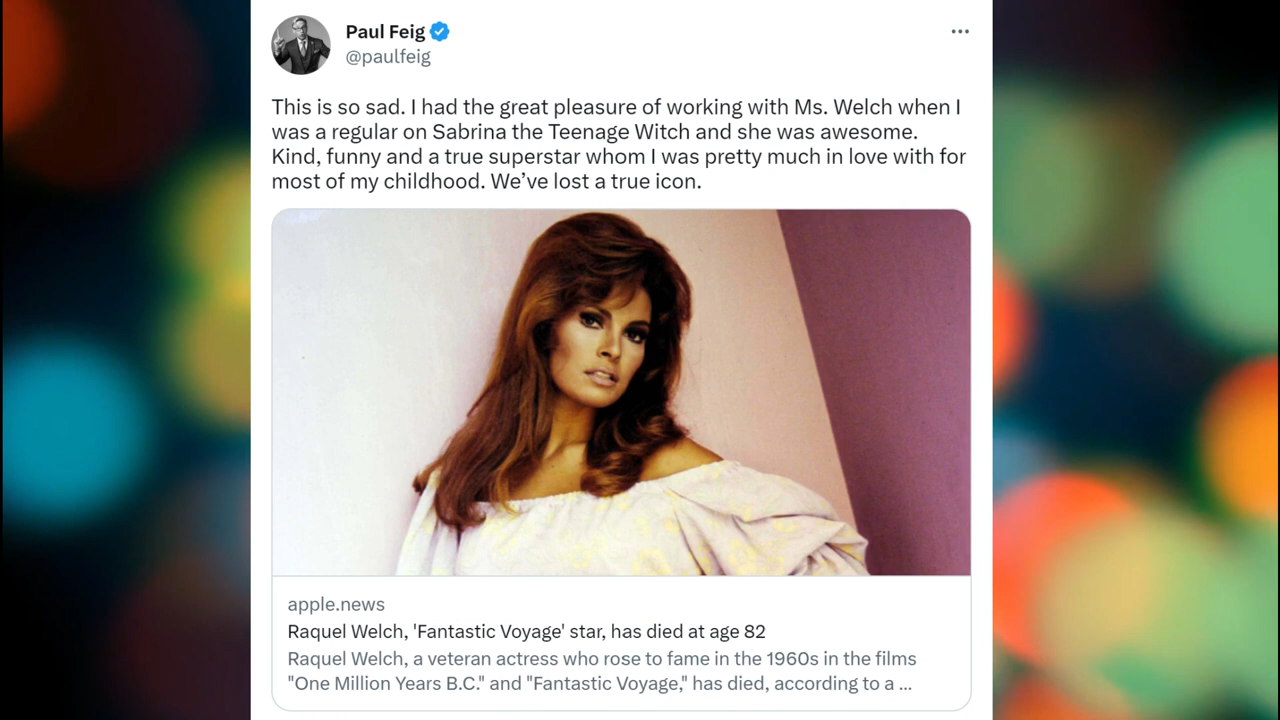 Paul Feig
@paulfeig
This is so sad. I had the great pleasure of working with Ms. Welch when I
was a regular on Sabrina the Teenage Witch and she was awesome.
Kind, funny and a true superstar whom I was pretty much in love with for
most of my childhood. We’ve lost a true icon.
apple.news
Raquel Welch, 'Fantastic Voyage' star, has died at age 82
Raquel Welch, a veteran actress who rose to fame in the 1960s in the films
"One Million Years B.C." and "Fantastic Voyage," has died, according to a ...